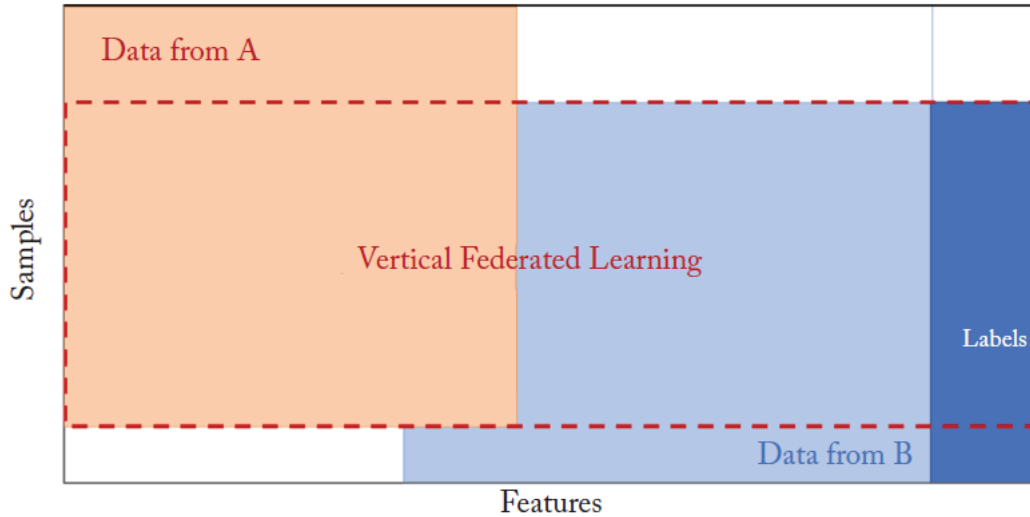 Data from A
Samples
Vertical Federated Learning
Labels
Data from B
Features